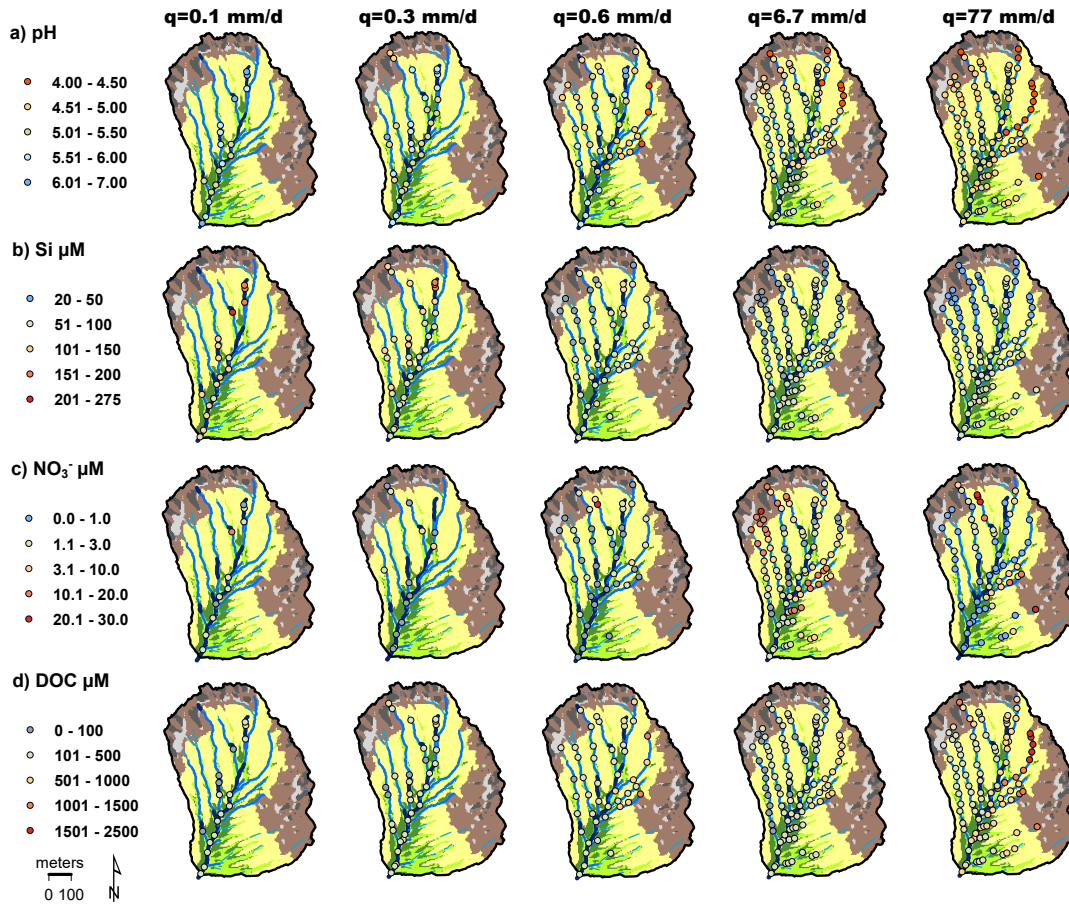 q=0.1 mm/d q=0.3 mm/d q=0.6 mm/d q=6.7 mm/d q=77 mm/d
a) pH
4.00 - 4.50
4.51 - 5.00
5.01 - 5.50
5.51 - 6.00
6.01 - 7.00
b) Si µM
20 - 50
51 - 100
101 - 150
151 - 200
201 - 275
c) NO₃⁻ µM
0.0 - 1.0
1.1 - 3.0
3.1 - 10.0
10.1 - 20.0
20.1 - 30.0
d) DOC µM
0 - 100
101 - 500
501 - 1000
1001 - 1500
1501 - 2500
meters
0 100
N